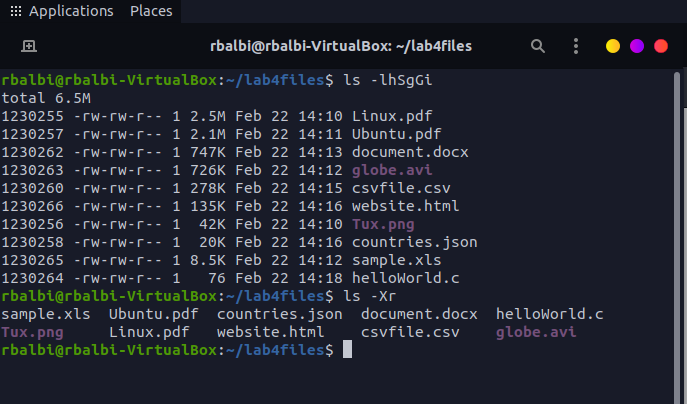 Applications Places
rbalbi@rbalbi-VirtualBox: ~/lab4files
rbalbi@rbalbi-VirtualBox:~/lab4files$ ls -lhSgGi
total 6.5M
1230255 -rw-rw-r-- 1 2.5M Feb 22 14:10 Linux.pdf
1230257 -rw-rw-r-- 1 2.1M Feb 22 14:11 Ubuntu.pdf
1230262 -rw-rw-r-- 1 747K Feb 22 14:13 document.docx
1230263 -rw-rw-r-- 1 726K Feb 22 14:12 globe.avi
1230260 -rw-rw-r-- 1 278K Feb 22 14:15 csvfile.csv
1230266 -rw-rw-r-- 1 135K Feb 22 14:16 website.html
1230256 -rw-rw-r-- 1  42K Feb 22 14:10 Tux.png
1230258 -rw-rw-r-- 1  20K Feb 22 14:16 countries.json
1230265 -rw-rw-r-- 1 8.5K Feb 22 14:12 sample.xls
1230264 -rw-rw-r-- 1   76 Feb 22 14:18 helloWorld.c
rbalbi@rbalbi-VirtualBox:~/lab4files$ ls -Xr
sample.xls  Ubuntu.pdf  countries.json  document.docx  helloWorld.c
Tux.png     Linux.pdf   website.html    csvfile.csv    globe.avi
rbalbi@rbalbi-VirtualBox:~/lab4files$